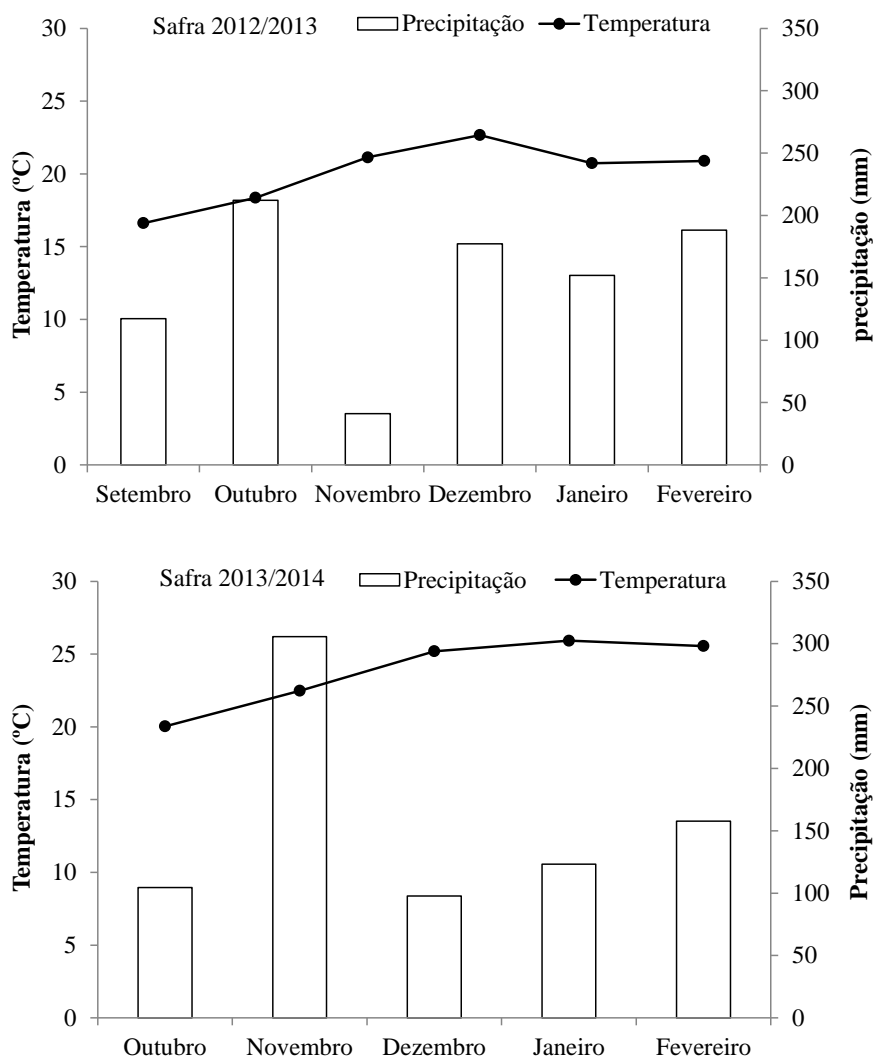 Safra 2012/2013 Precipitação Temperatura
30 350
25 300
20 250
15 200
10 150
5 100
0 50
0
Temperatura (ºC)
precipitação (mm)
Setembro Outubro Novembro Dezembro Janeiro Fevereiro
Safra 2013/2014 Precipitação Temperatura
30 350
25 300
20 250
15 200
10 150
5 100
0 50
0
Temperatura (ºC)
Precipitação (mm)
Outubro Novembro Dezembro Janeiro Fevereiro